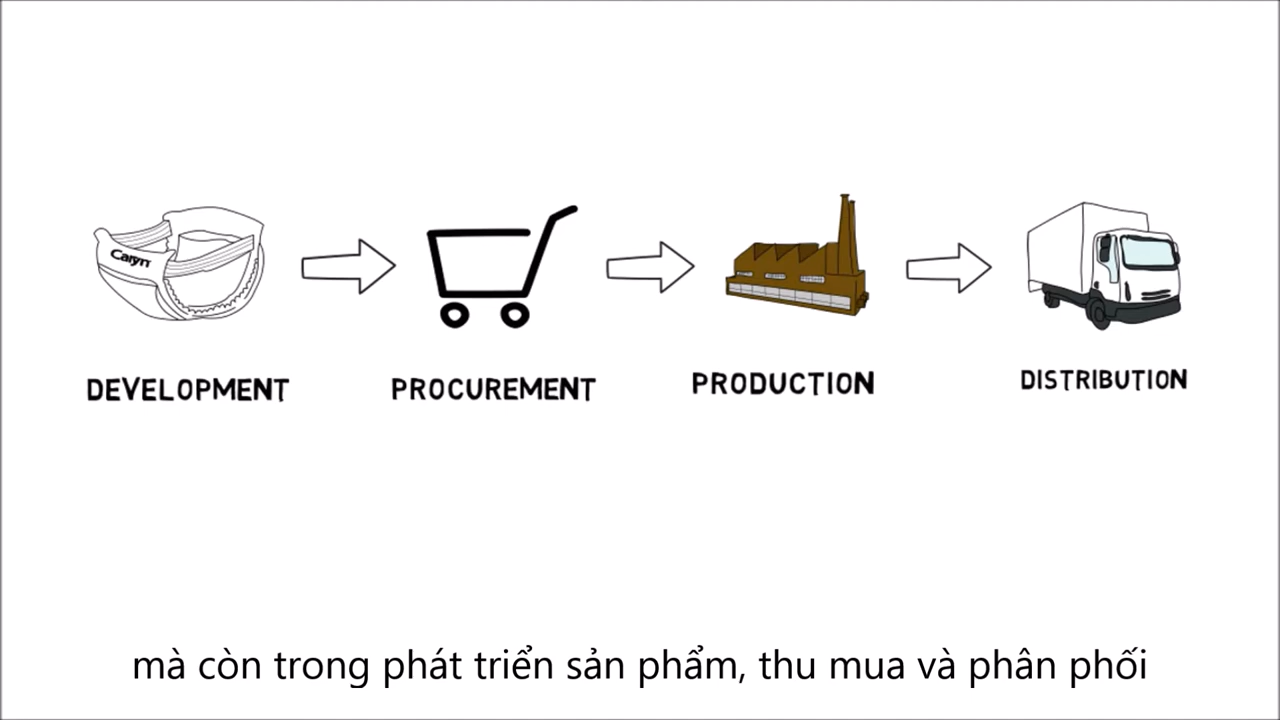 Caryn
DEVELOPMENT
PROCUREMENT
PRODUCTION
DISTRIBUTION
mà còn trong phát triển sản phẩm, thu mua và phân phối